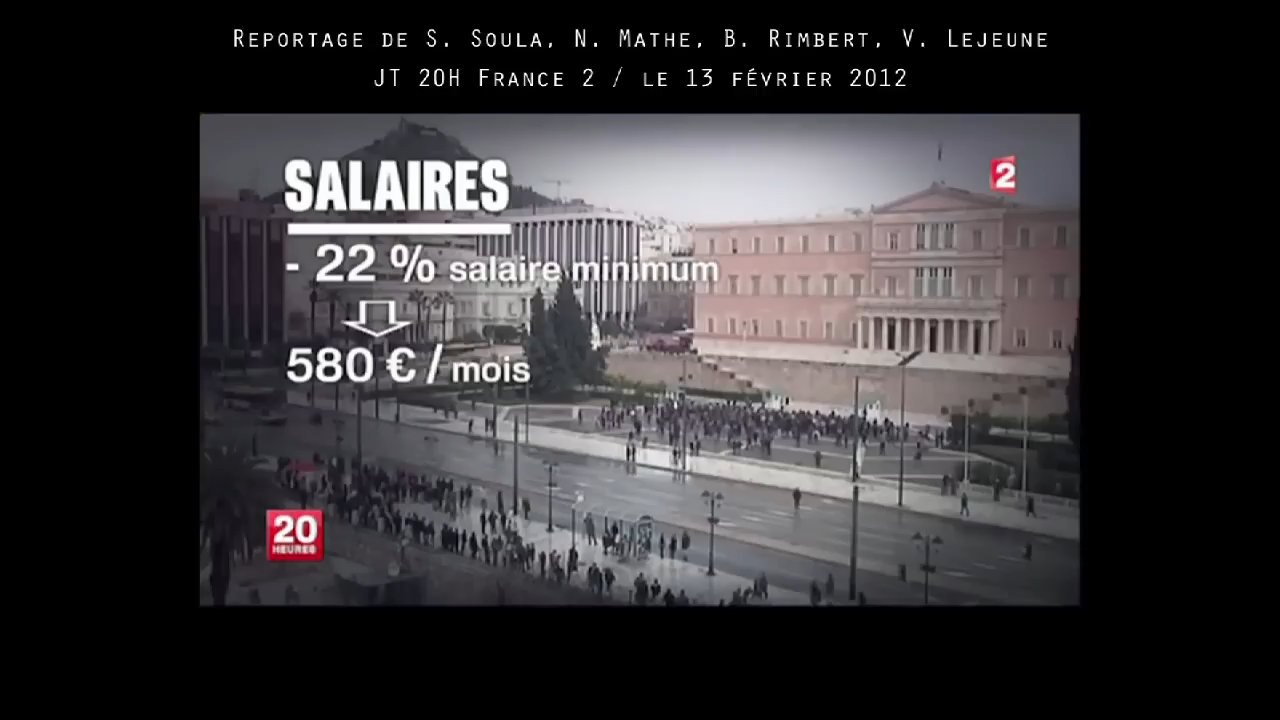 REPORTAGE DE S. SOULA, N. MATHE, B. RIMBERT, V. LEJEUNE
JT 20H FRANCE 2 / LE 13 FÉVRIER 2012
SALAIRES
2
- 22 % salaire minimum
580 € / mois
20
HEURES